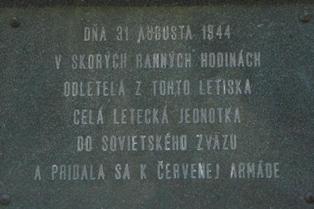 DŇA 31 AUGUSTA 1944
V SKORÝCH RANNÝCH HODINÁCH
ODLETELA Z TOHTO LETISKA
CELÁ LETECKÁ JEDNOTKA
DO SOVIETSKÉHO ZVÄZU
A PRIDALA SA K ČERVENEJ ARMÁDE